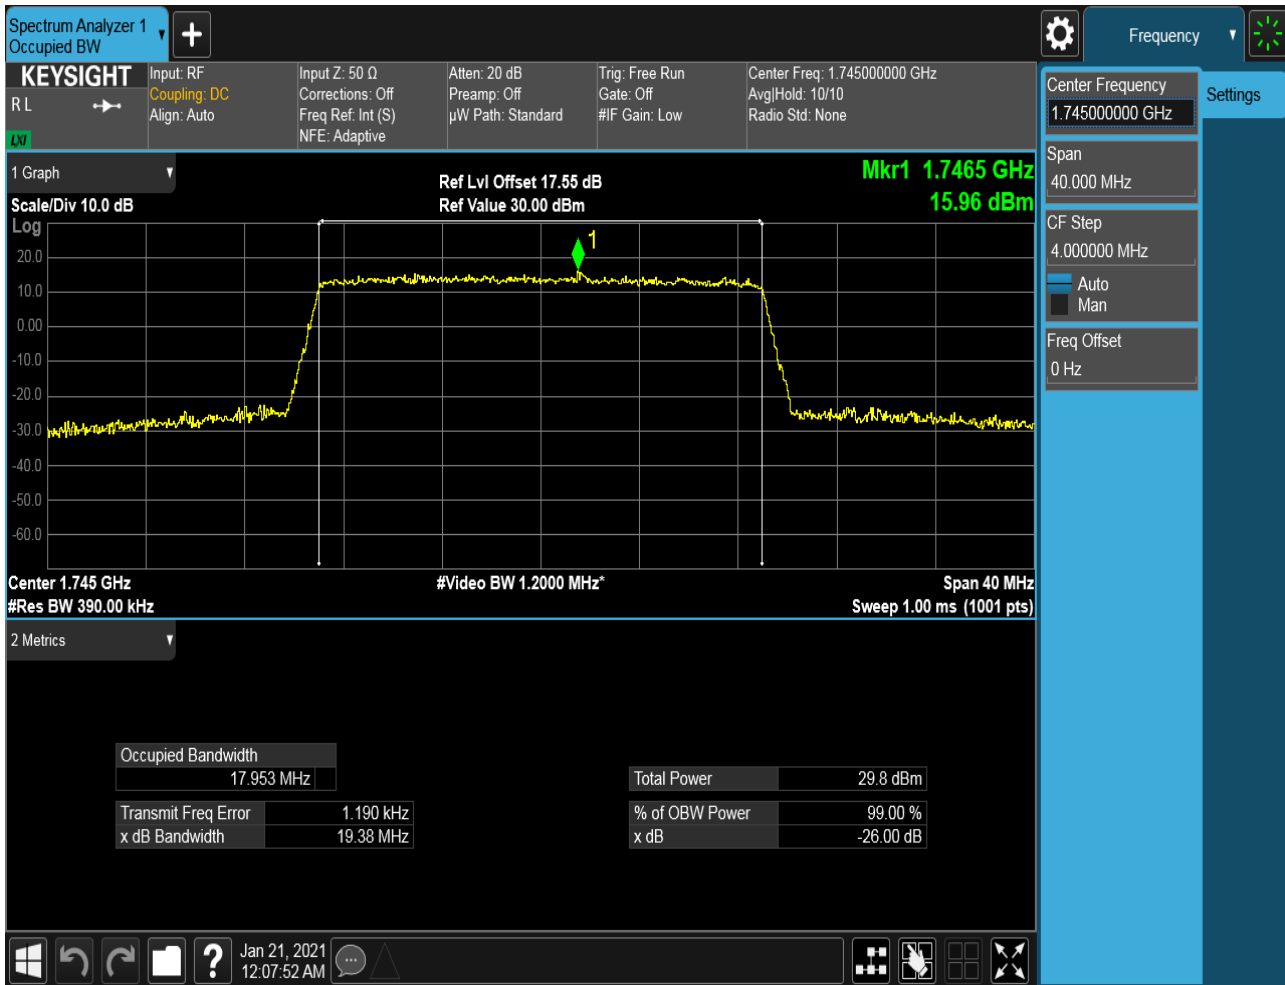 Spectrum Analyzer 1
Occupied BW
Frequency
KEYSIGHT
R L
LXI
Input: RF
Coupling: DC
Align: Auto
Input Z: 50 Ω
Corrections: Off
Freq Ref: Int (S)
NFE: Adaptive
Atten: 20 dB
Preamp: Off
µW Path: Standard
Trig: Free Run
Gate: Off
#IF Gain: Low
Center Freq: 1.745000000 GHz
Avg|Hold: 10/10
Radio Std: None
Center Frequency
1.745000000 GHz
Settings
Span
40.000 MHz
CF Step
4.000000 MHz
Auto
Man
Freq Offset
0 Hz
1 Graph
Scale/Div 10.0 dB
Log
Ref Lvl Offset 17.55 dB
Ref Value 30.00 dBm
Mkr1 1.7465 GHz
15.96 dBm
1
20.0
10.0
0.00
-10.0
-20.0
-30.0
-40.0
-50.0
-60.0
Center 1.745 GHz
#Video BW 1.2000 MHz*
Span 40 MHz
#Res BW 390.00 kHz
Sweep 1.00 ms (1001 pts)
2 Metrics
Occupied Bandwidth
17.953 MHz
Total Power 29.8 dBm
Transmit Freq Error 1.190 kHz
% of OBW Power 99.00 %
x dB Bandwidth 19.38 MHz
x dB -26.00 dB
?
Jan 21, 2021
12:07:52 AM